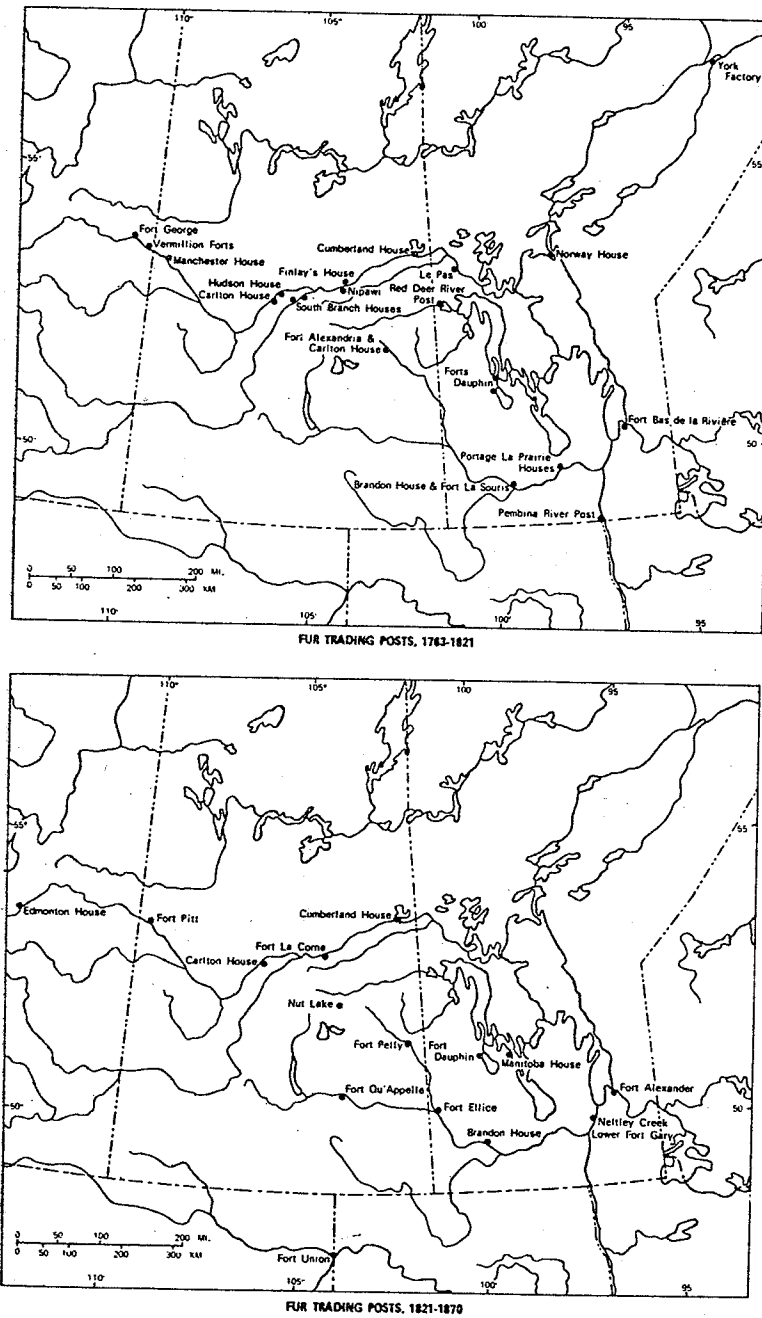 110°
105°
100
95
York
Factory
55°
55°
Fort George
Vermillion Forts
Manchester House
Cumberland House
Norway House
Finlay's House
Le Pas
Hudson House
Nipawi
Red Deer River
Post
Carlton House
South Branch Houses
Fort Alexandria &
Carlton House
Forts
Dauphin
Fort Bas de la Rivière
50°
50
Portage La Prairie
Houses
Brandon House & Fort La Souris
Pembina River Post
0 50 100 200 MI.
0 50 100 200 300 KM
110°
105
100°
95
FUR TRADING POSTS, 1763-1821
110°
105°
100
95
55°
55
Edmonton House
Fort Pitt
Cumberland House
Fort La Corne
Carlton House
Nut Lake
Fort Pelly
Fort
Dauphin
Manitoba House
Fort Qu'Appelle
Fort Alexander
50°
50
Fort Ellice
Neltley Creek
Lower Fort Gary
Brandon House
0 50 100 200 MI.
0 50 100 200 300 KM
Fort Union
110°
105°
100°
95
FUR TRADING POSTS, 1821-1870